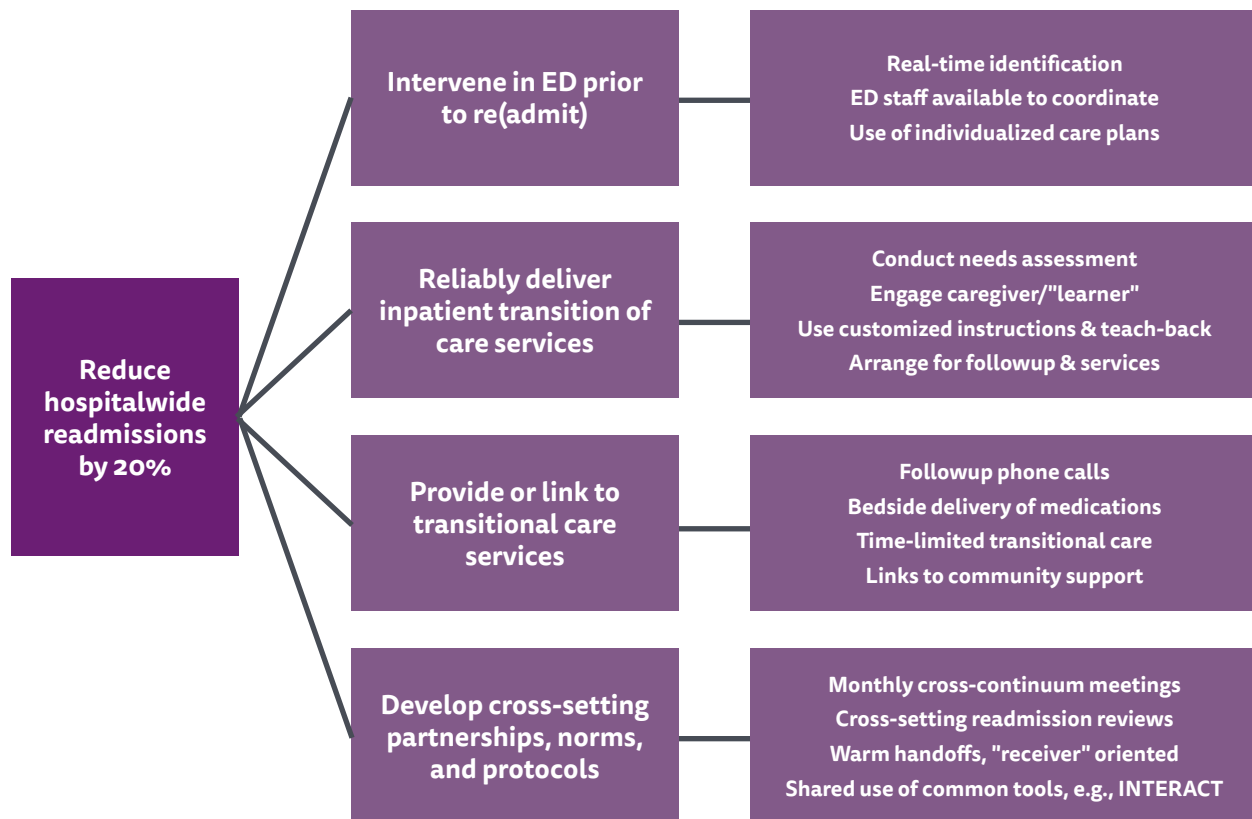 Reduce
hospitalwide
readmissions
by 20%
Intervene in ED prior
to re(admit)
Real-time identification
ED staff available to coordinate
Use of individualized care plans
Reliably deliver
inpatient transition of
care services
Conduct needs assessment
Engage caregiver/"learner"
Use customized instructions & teach-back
Arrange for followup & services
Provide or link to
transitional care
services
Followup phone calls
Bedside delivery of medications
Time-limited transitional care
Links to community support
Develop cross-setting
partnerships, norms,
and protocols
Monthly cross-continuum meetings
Cross-setting readmission reviews
Warm handoffs, "receiver" oriented
Shared use of common tools, e.g., INTERACT